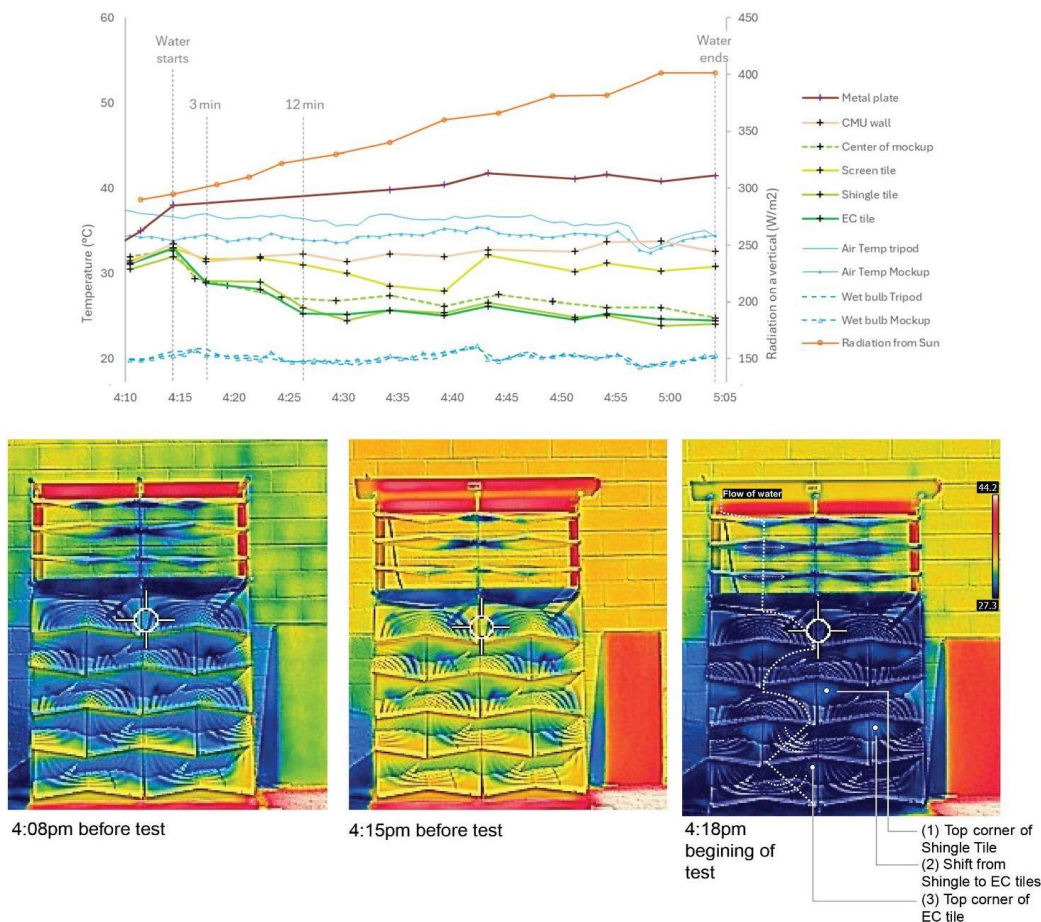 60
50
40
30
20
Temperature (ºC)
Water
starts
3 min
12 min
Water
ends
450
400
350
300
250
200
150
Radiation on a vertical (W/m2)
4:10
4:15
4:20
4:25
4:30
4:35
4:40
4:45
4:50
4:55
5:00
5:05
Metal plate
CMU wall
Center of mockup
Screen tile
Shingle tile
EC tile
Air Temp tripod
Air Temp Mockup
Wet bulb Tripod
Wet bulb Mockup
Radiation from Sun
Flow of water
44.2
27.3
4:08pm before test
4:15pm before test
4:18pm
begining of
test
(1) Top corner of
Shingle Tile
(2) Shift from
Shingle to EC tiles
(3) Top corner of
EC tile